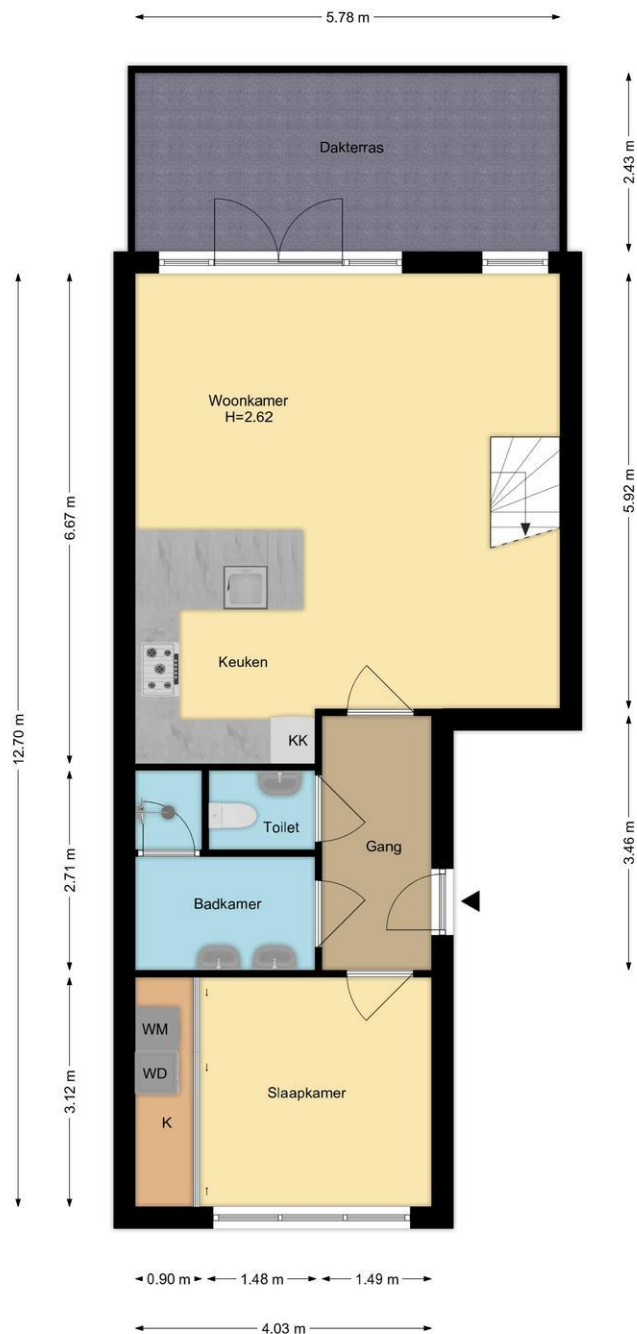 5.78 m
Dakterras
2.43 m
Woonkamer
H=2.62
6.67 m
5.92 m
12.70 m
Keuken
KK
Toilet
Gang
3.46 m
2.71 m
Badkamer
WM
WD
Slaapkamer
K
3.12 m
0.90 m
1.48 m
1.49 m
4.03 m